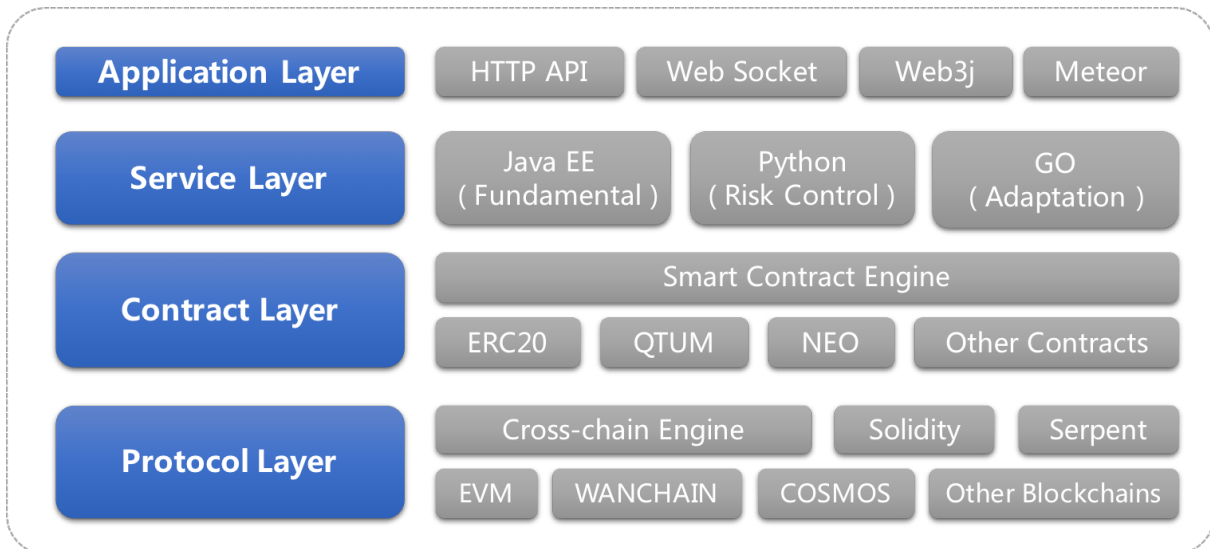 Application Layer HTTP API Web Socket Web3j Meteor
Service Layer
Java EE
( Fundamental )
Python
( Risk Control )
GO
( Adaptation )
Contract Layer
Smart Contract Engine
ERC20 QTUM NEO Other Contracts
Protocol Layer
Cross-chain Engine Solidity Serpent
EVM WANCHAIN COSMOS Other Blockchains